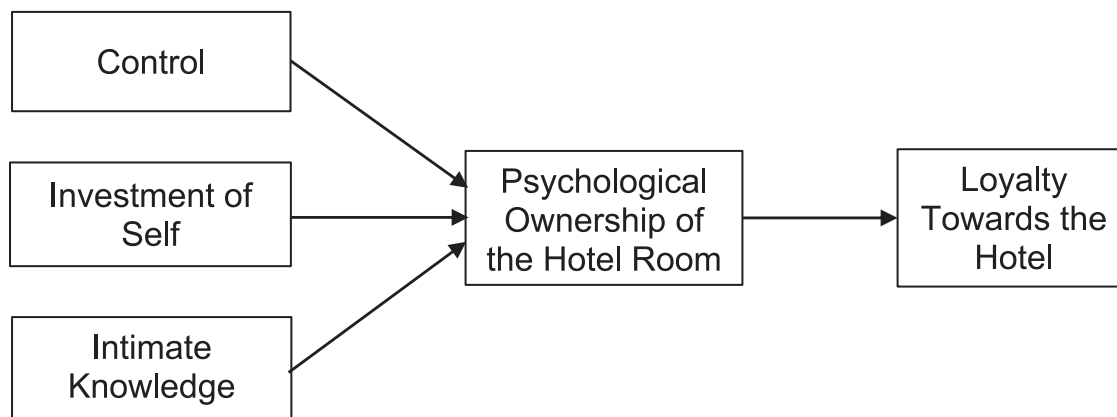 Control
Investment of
Self
Intimate
Knowledge
Psychological
Ownership of
the Hotel Room
Loyalty
Towards the
Hotel